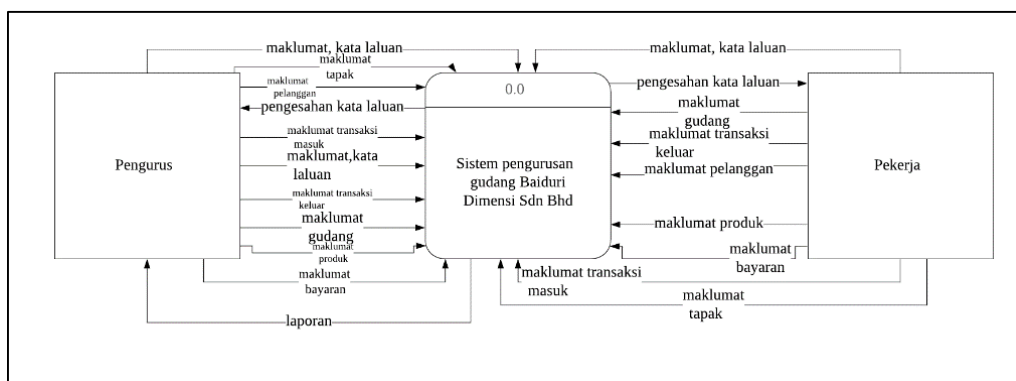 maklumat, kata laluan
maklumat
tapak
maklumat
pelanggan
pengesahan kata laluan
maklumat transaksi
masuk
maklumat,kata
laluan
maklumat transaksi
keluar
maklumat
gudang
maklumat
produk
maklumat
bayaran
laporan
Pengurus
0.0
Sistem pengurusan
gudang Baiduri
Dimensi Sdn Bhd
maklumat, kata laluan
pengesahan kata laluan
maklumat
gudang
maklumat transaksi
keluar
maklumat pelanggan
maklumat produk
maklumat
bayaran
maklumat transaksi
masuk
maklumat
tapak
Pekerja